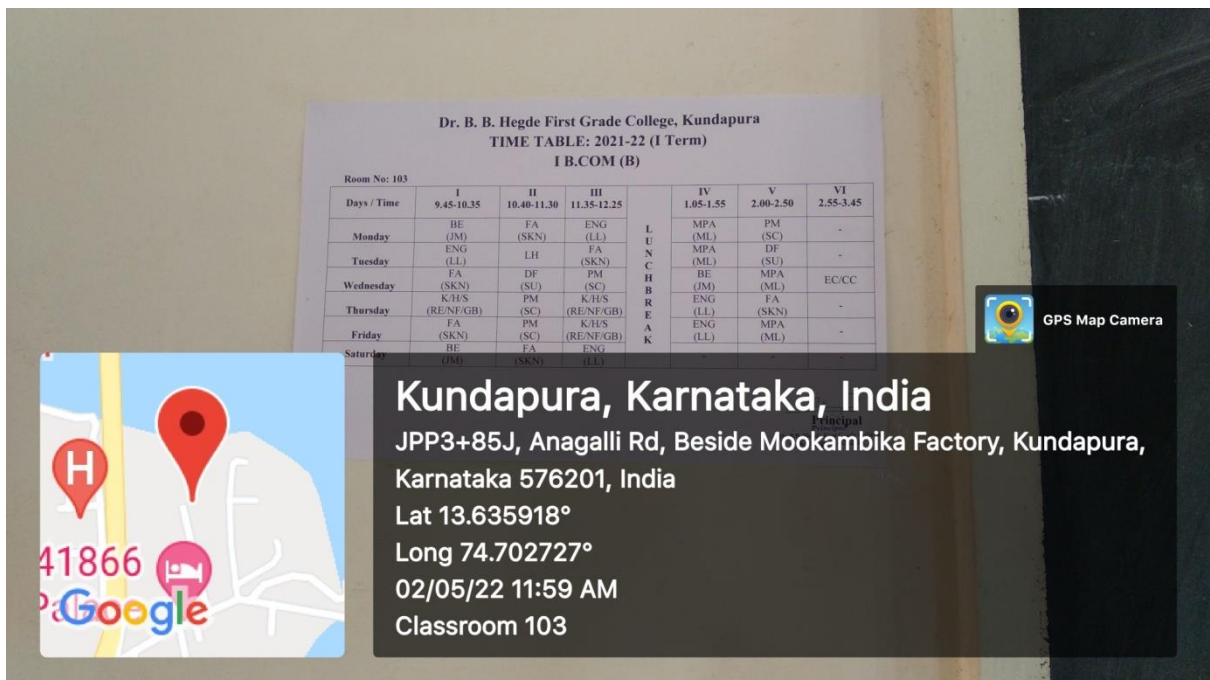 Dr. B. B. Hegde First Grade College, Kundapura
TIME TABLE: 2021-22 (I Term)
I B.COM (B)
Room No: 103
Days / Time I 9.45-10.35 II 10.40-11.30 III 11.35-12.25 LUNCH BREAK IV 1.05-1.55 V 2.00-2.50 VI 2.55-3.45
Monday BE (JM) FA (SKN) ENG (LL) MPA (ML) PM (SC) -
Tuesday ENG (LL) LH FA (SKN) MPA (ML) DF (SU) -
Wednesday FA (SKN) DF (SU) PM (SC) BE (JM) MPA (ML) EC/CC
Thursday K/H/S (RE/NF/GB) PM (SC) K/H/S (RE/NF/GB) ENG (LL) FA (SKN) -
Friday FA (SKN) PM (SC) K/H/S (RE/NF/GB) ENG (LL) MPA (ML) -
Saturday BE (JM) FA (SKN) ENG (LL) - - -
Principal
GPS Map Camera
Kundapura, Karnataka, India
JPP3+85J, Anagalli Rd, Beside Mookambika Factory, Kundapura,
Karnataka 576201, India
Lat 13.635918°
Long 74.702727°
02/05/22 11:59 AM
Classroom 103
H
41866
Google